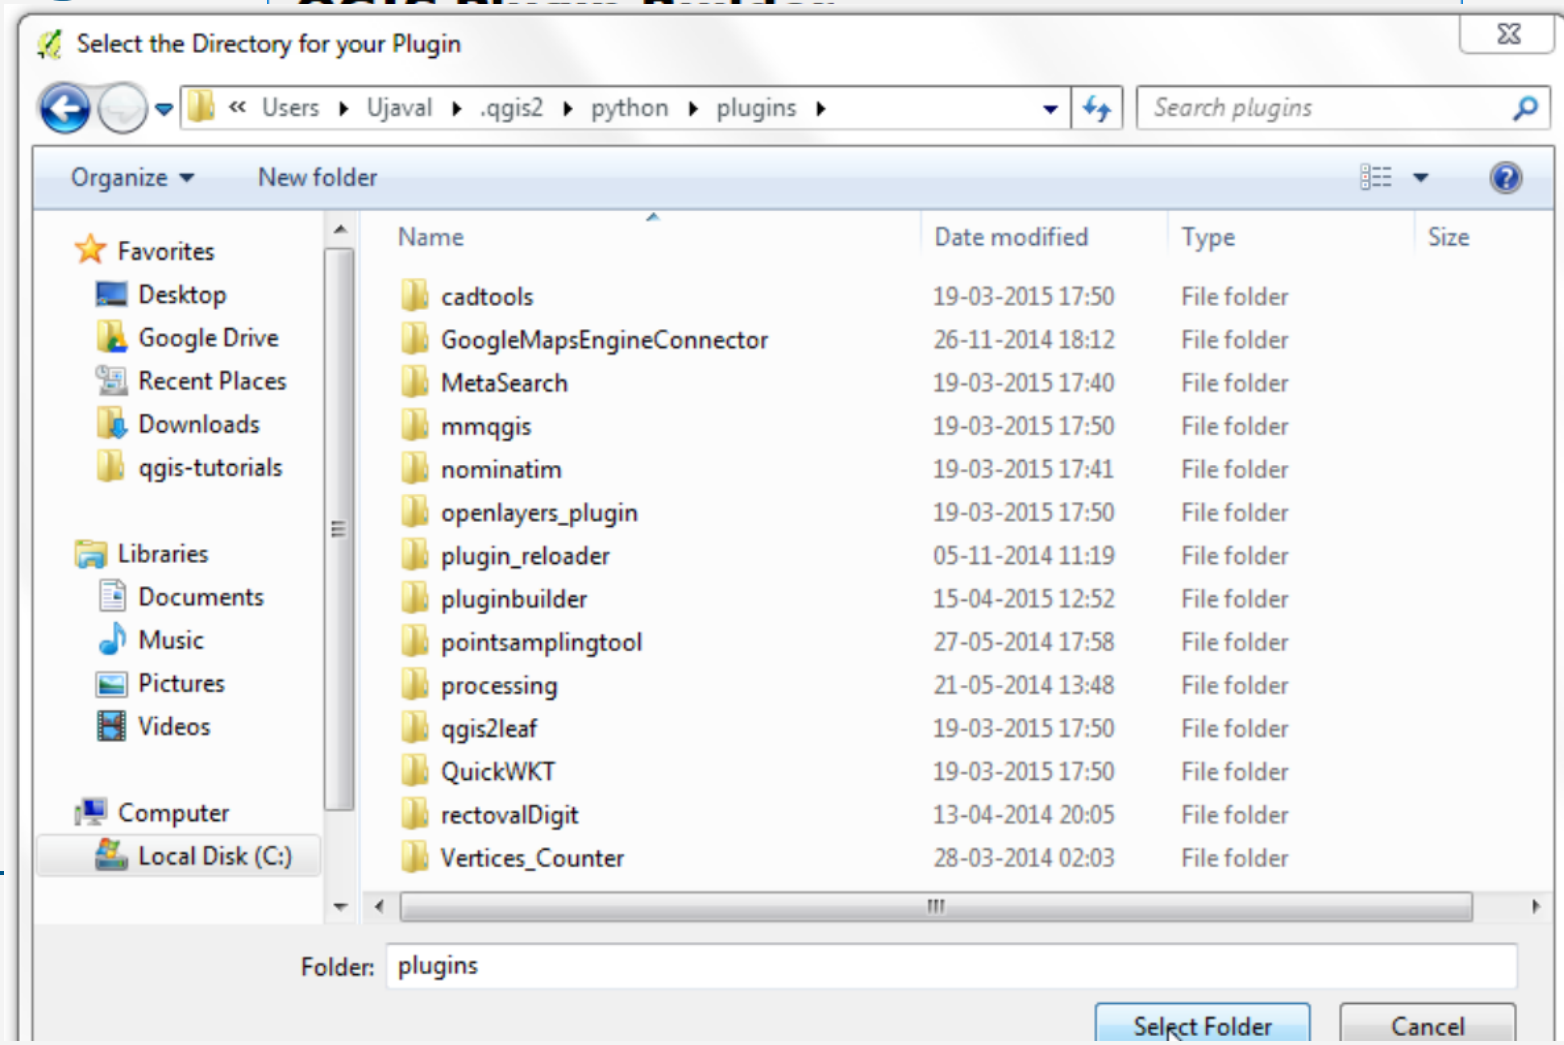 QGIS Plugin Builder
Select the Directory for your Plugin
« Users ▸ Ujaval ▸ .qgis2 ▸ python ▸ plugins ▸
Search plugins
Organize
New folder
Name Date modified Type Size
Favorites
Desktop
Google Drive
Recent Places
Downloads
qgis-tutorials
Libraries
Documents
Music
Pictures
Videos
Computer
Local Disk (C:)
cadtools 19-03-2015 17:50 File folder
GoogleMapsEngineConnector 26-11-2014 18:12 File folder
MetaSearch 19-03-2015 17:40 File folder
mmqgis 19-03-2015 17:50 File folder
nominatim 19-03-2015 17:41 File folder
openlayers_plugin 19-03-2015 17:50 File folder
plugin_reloader 05-11-2014 11:19 File folder
pluginbuilder 15-04-2015 12:52 File folder
pointsamplingtool 27-05-2014 17:58 File folder
processing 21-05-2014 13:48 File folder
qgis2leaf 19-03-2015 17:50 File folder
QuickWKT 19-03-2015 17:50 File folder
rectovalDigit 13-04-2014 20:05 File folder
Vertices_Counter 28-03-2014 02:03 File folder
Folder: plugins
Select Folder
Cancel